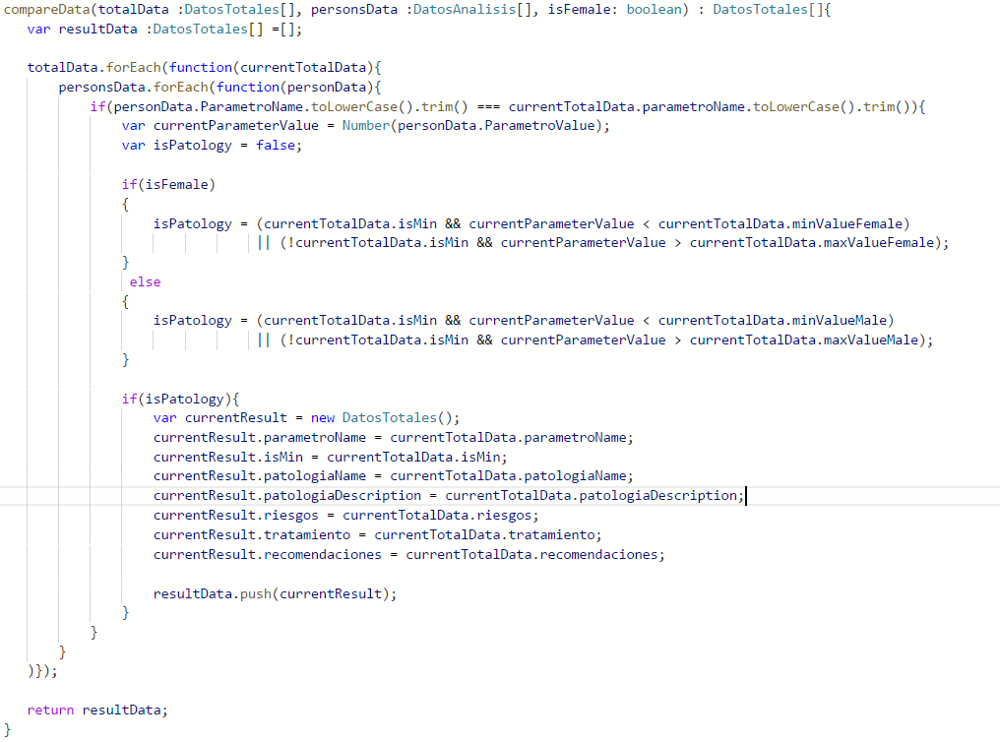 compareData(totalData :DatosTotales[], personsData :DatosAnalisis[], isFemale: boolean) : DatosTotales[]{
var resultData :DatosTotales[] =[];
totalData.forEach(function(currentTotalData){
personsData.forEach(function(personData){
if(personData.ParametroName.toLowerCase().trim() === currentTotalData.parametroName.toLowerCase().trim()){
var currentParameterValue = Number(personData.ParametroValue);
var isPatology = false;
if(isFemale)
{
isPatology = (currentTotalData.isMin && currentParameterValue < currentTotalData.minValueFemale)
|| (!currentTotalData.isMin && currentParameterValue > currentTotalData.maxValueFemale);
}
else
{
isPatology = (currentTotalData.isMin && currentParameterValue < currentTotalData.minValueMale)
|| (!currentTotalData.isMin && currentParameterValue > currentTotalData.maxValueMale);
}
if(isPatology){
var currentResult = new DatosTotales();
currentResult.parametroName = currentTotalData.parametroName;
currentResult.isMin = currentTotalData.isMin;
currentResult.patologiaName = currentTotalData.patologiaName;
currentResult.patologiaDescription = currentTotalData.patologiaDescription;
currentResult.riesgos = currentTotalData.riesgos;
currentResult.tratamiento = currentTotalData.tratamiento;
currentResult.recomendaciones = currentTotalData.recomendaciones;
resultData.push(currentResult);
}
}
}
)});
return resultData;
}